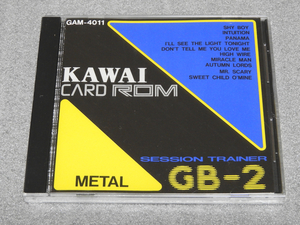 GAM-4011
SHY BOY
INTUITION
PANAMA
I'LL SEE THE LIGHT TONIGHT
DON'T TELL ME YOU LOVE ME
HIGH WIRE
MIRACLE MAN
AUTUMN LORDS
MR. SCARY
SWEET CHILD O'MINE
KAWAI
CARD ROM
SESSION TRAINER
METAL
GB-2